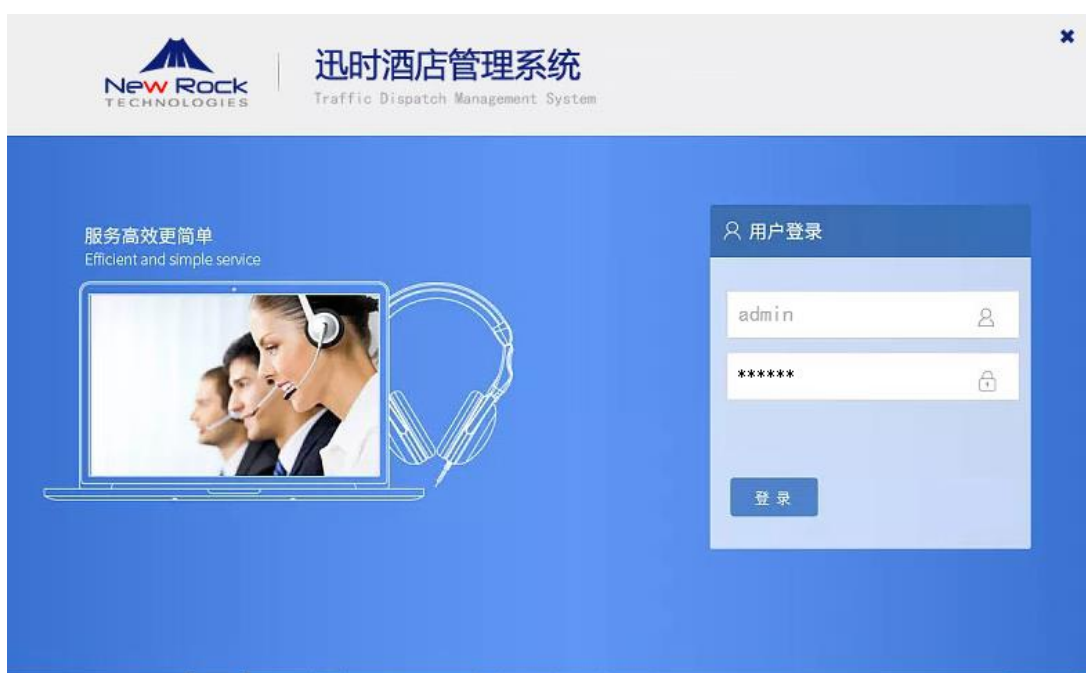 New Rock
TECHNOLOGIES
迅时酒店管理系统
Traffic Dispatch Management System
服务高效更简单
Efficient and simple service
用户登录
admin
******
登录